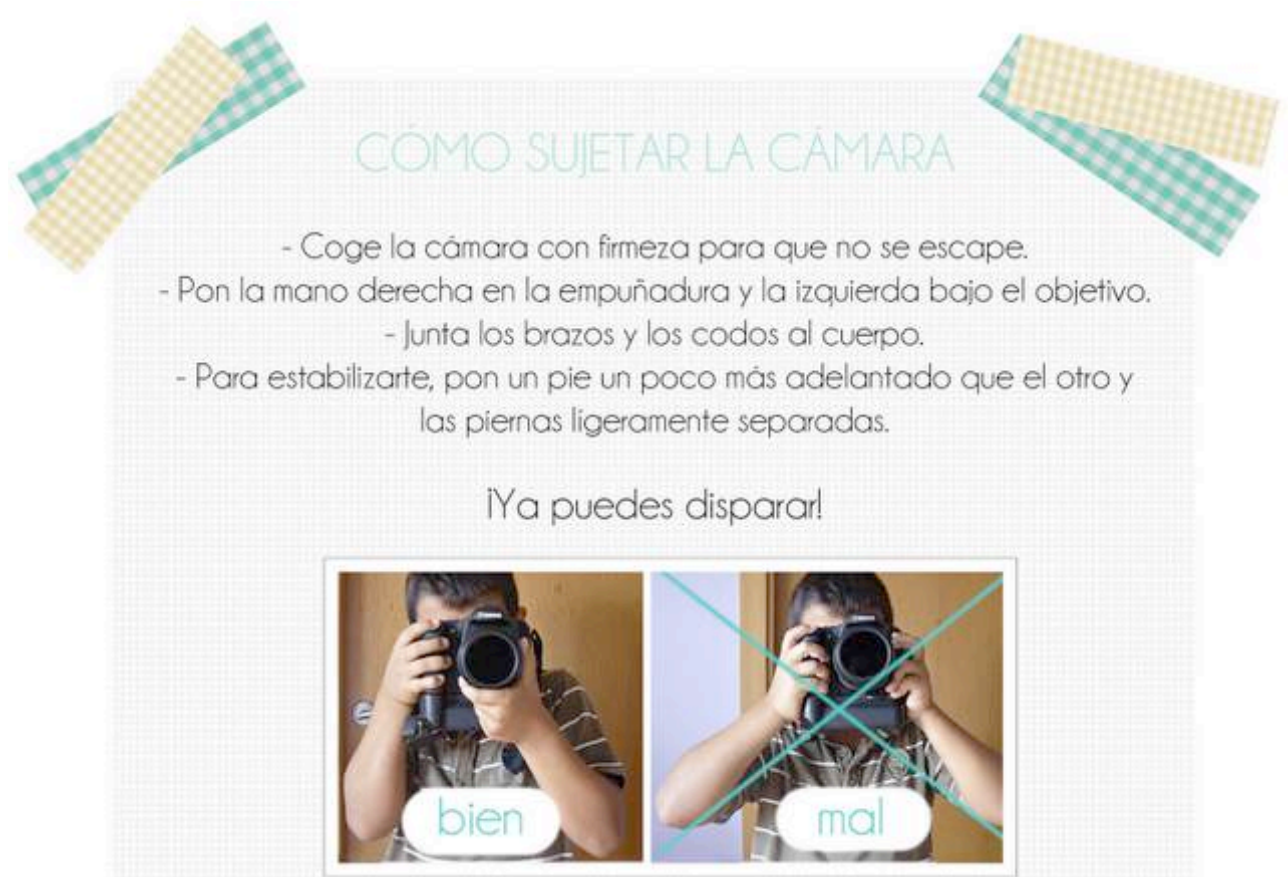 CÓMO SUJETAR LA CÁMARA
- Coge la cámara con firmeza para que no se escape.
- Pon la mano derecha en la empuñadura y la izquierda bajo el objetivo.
- Junta los brazos y los codos al cuerpo.
- Para estabilizarte, pon un pie un poco más adelantado que el otro y
las piernas ligeramente separadas.
¡Ya puedes disparar!
bien
mal